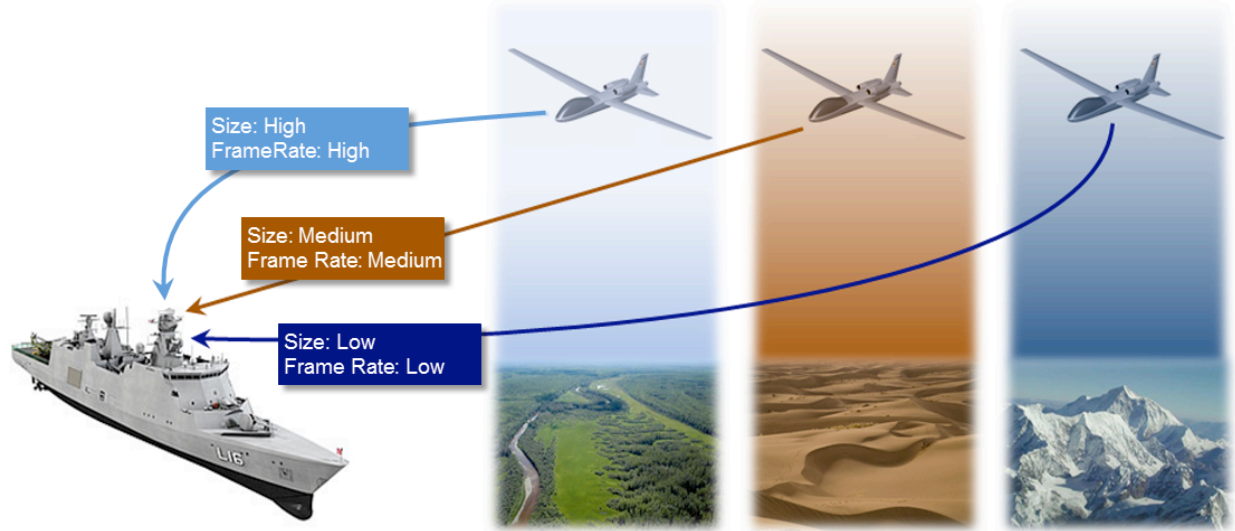 Size: High
FrameRate: High
Size: Medium
Frame Rate: Medium
Size: Low
Frame Rate: Low
L16